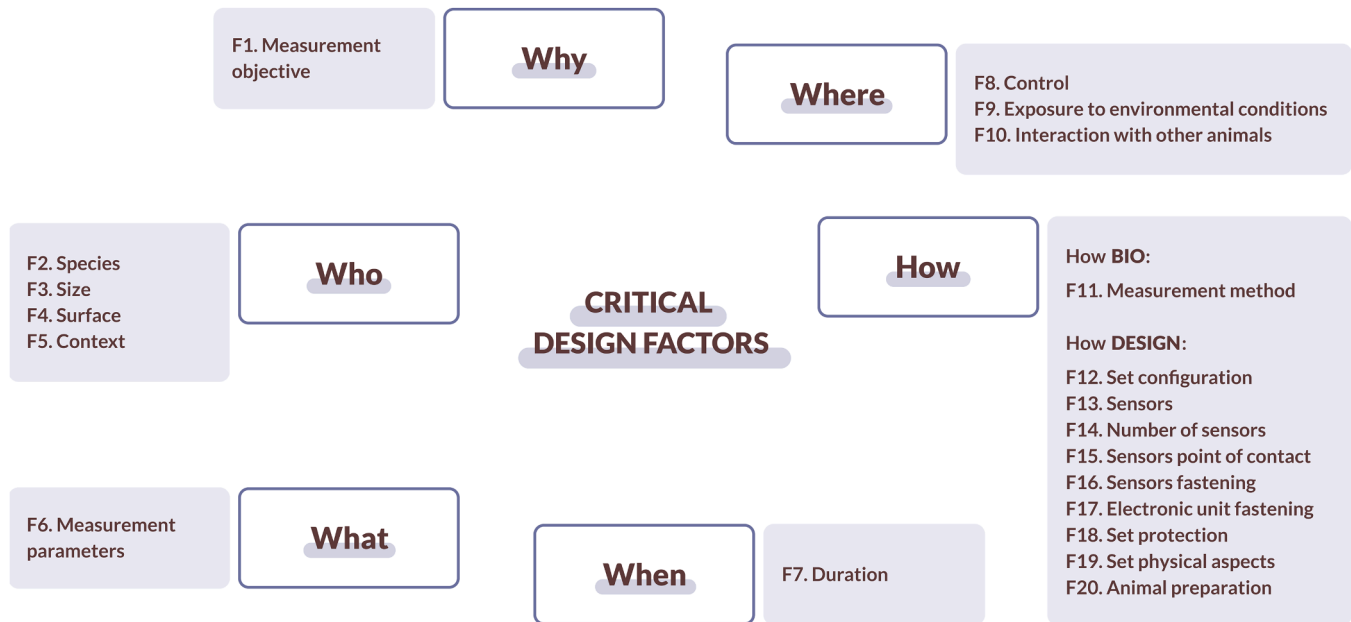 Why
F1. Measurement
objective
Where
F8. Control
F9. Exposure to environmental conditions
F10. Interaction with other animals
Who
F2. Species
F3. Size
F4. Surface
F5. Context
CRITICAL
DESIGN FACTORS
How
How BIO:
F11. Measurement method
How DESIGN:
F12. Set configuration
F13. Sensors
F14. Number of sensors
F15. Sensors point of contact
F16. Sensors fastening
F17. Electronic unit fastening
F18. Set protection
F19. Set physical aspects
F20. Animal preparation
What
F6. Measurement
parameters
When
F7. Duration